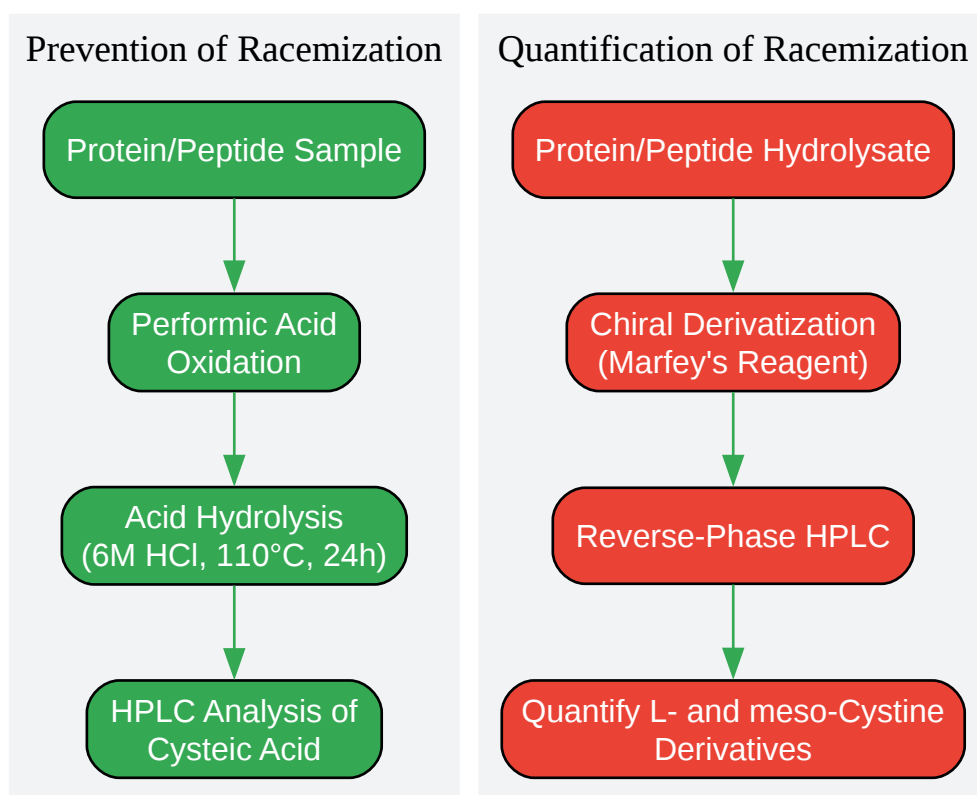 Prevention of Racemization
Protein/Peptide Sample
Performic Acid
Oxidation
Acid Hydrolysis
(6M HCl, 110°C, 24h)
HPLC Analysis of
Cysteic Acid
Quantification of Racemization
Protein/Peptide Hydrolysate
Chiral Derivatization
(Marfey's Reagent)
Reverse-Phase HPLC
Quantify L- and meso-Cystine
Derivatives